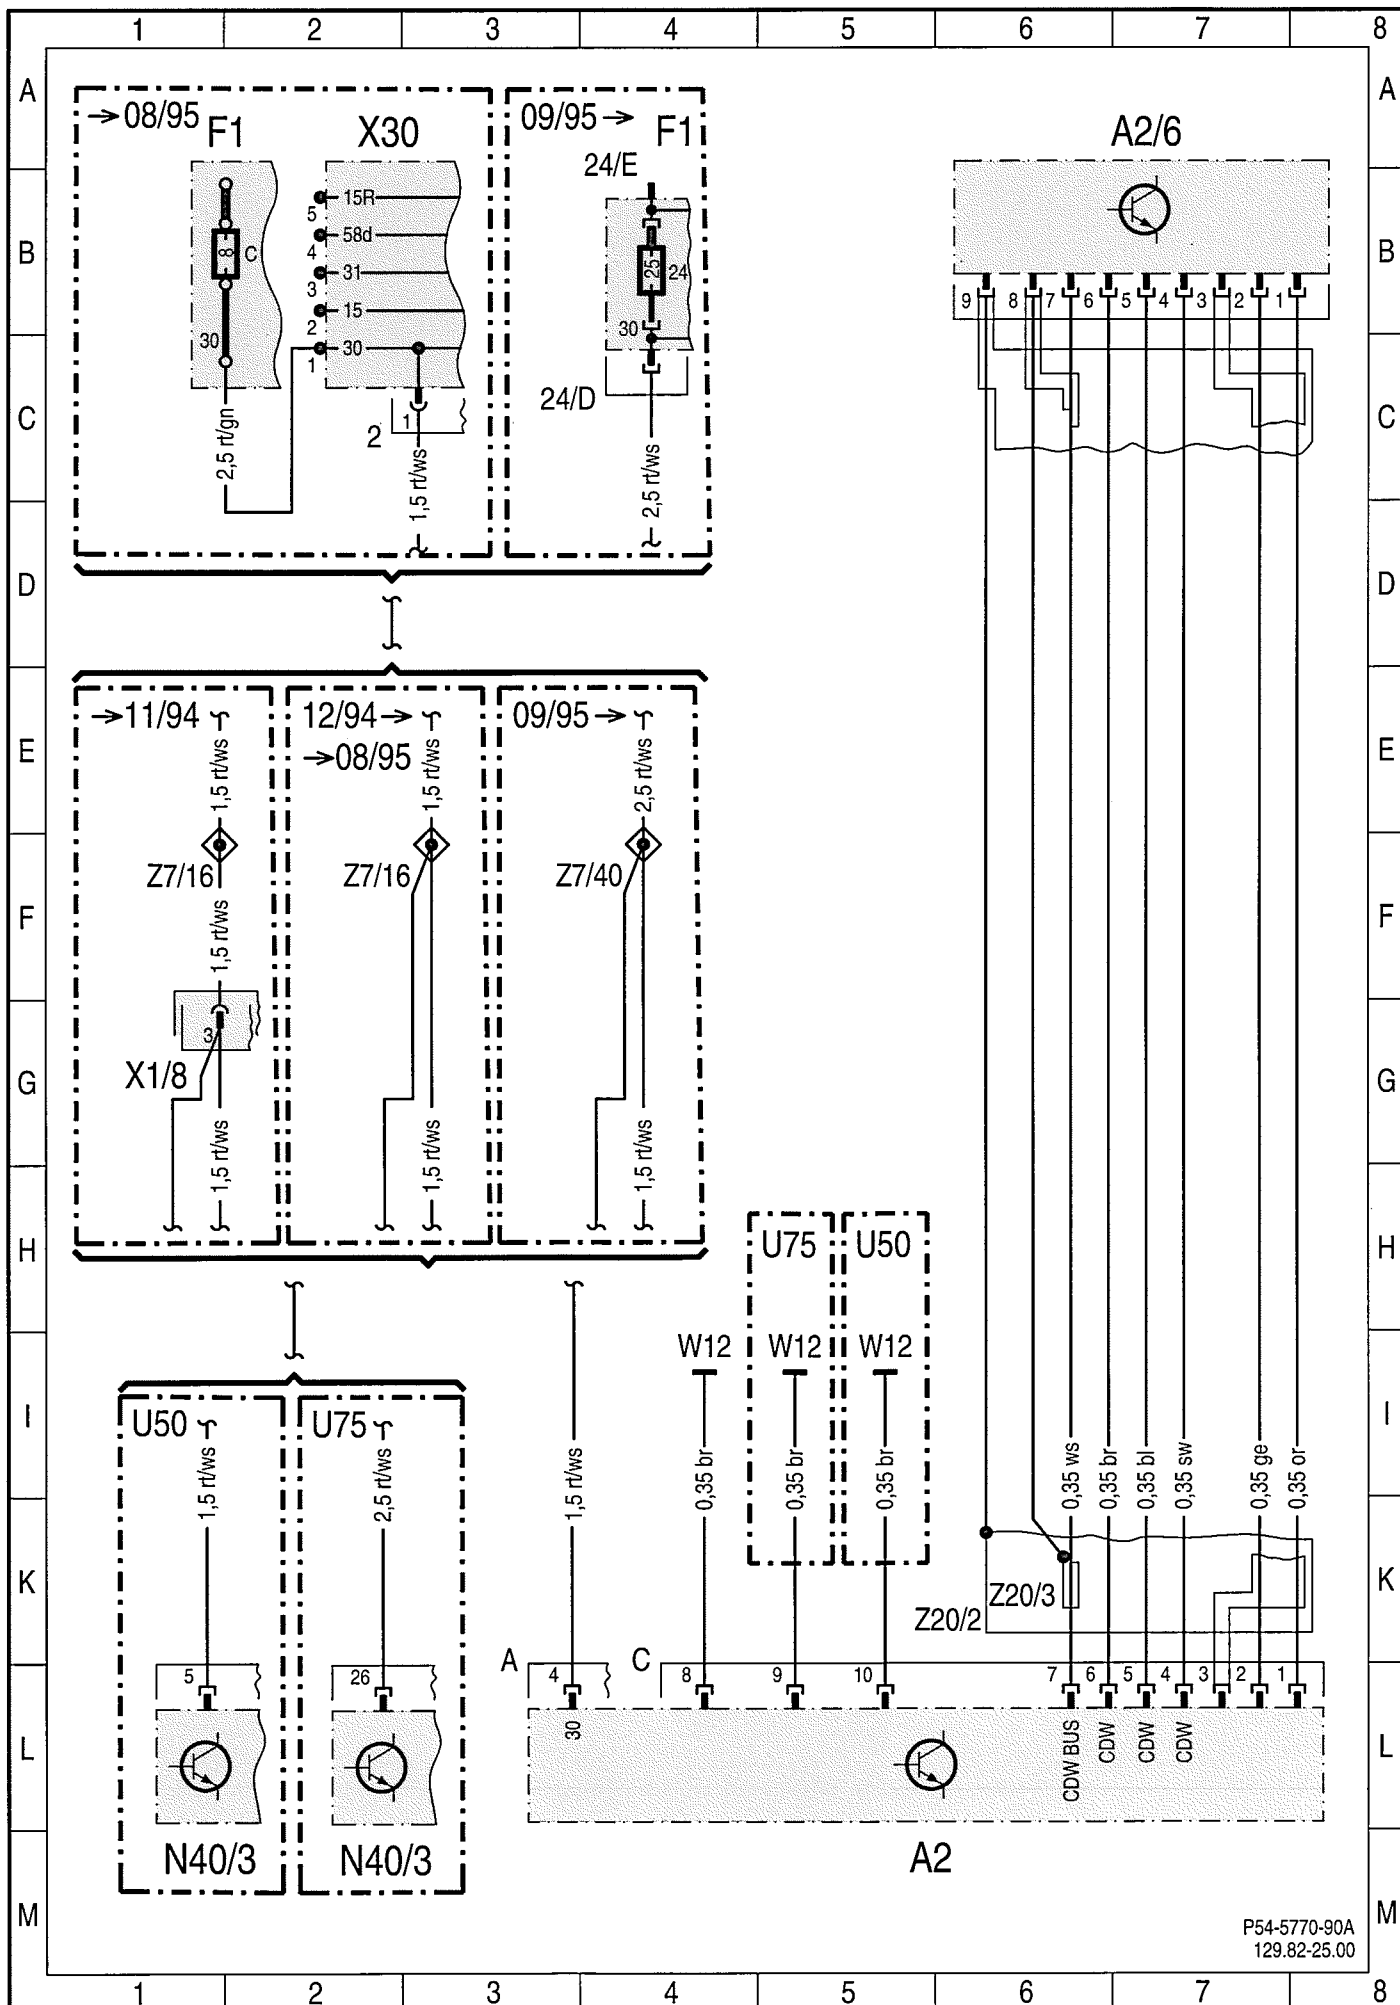 1 2 3 4 5 6 7 8
A
B
C
D
E
F
G
H
I
K
L
M
A
B
C
D
E
F
G
H
I
K
L
M
→ 08/95
F1
X30
8
C
30
2,5 rt/gn
5 15R
4 58d
3 31
2 15
1 30
2
1
1,5 rt/ws
09/95 →
F1
24/E
25
24
30
24/D
2,5 rt/ws
A2/6
9 8 7 6 5 4 3 2 1
→ 11/94
1,5 rt/ws
Z7/16
1,5 rt/ws
3
X1/8
1,5 rt/ws
12/94 →
→ 08/95
1,5 rt/ws
Z7/16
1,5 rt/ws
09/95 →
2,5 rt/ws
Z7/40
1,5 rt/ws
U50
1,5 rt/ws
5
N40/3
U75
2,5 rt/ws
26
N40/3
1,5 rt/ws
U75 U50
W12 W12 W12
0,35 br 0,35 br 0,35 br
0,35 ws 0,35 br 0,35 bl 0,35 sw 0,35 ge 0,35 or
Z20/2
Z20/3
A 4
C 8 9 10 7 6 5 4 3 2 1
30
CDW BUS CDW CDW CDW
A2
P54-5770-90A
129.82-25.00
1 2 3 4 5 6 7 8